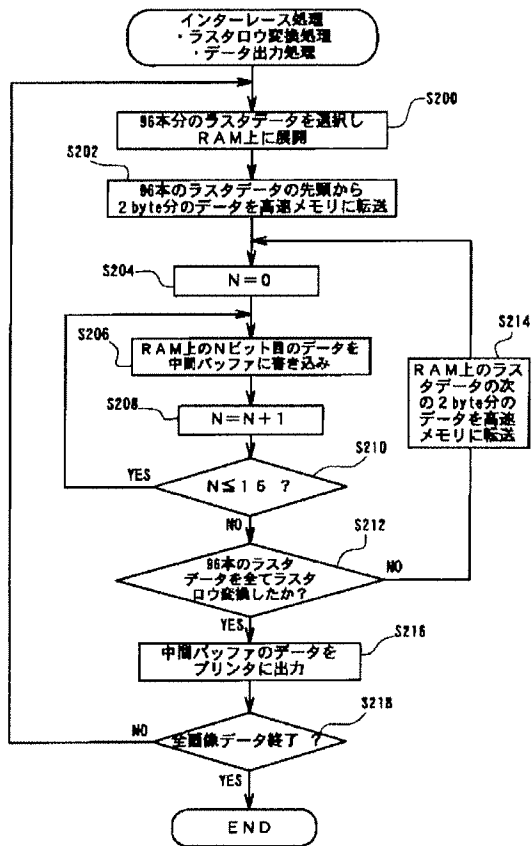 インターレース処理
・ラスタロウ変換処理
・データ出力処理
S200
96本分のラスタデータを選択し
RAM上に展開
S202
96本のラスタデータの先頭から
2byte分のデータを高速メモリに転送
S204
N=0
S206
RAM上のNビット目のデータを
中間バッファに書き込み
S208
N=N+1
S210
N≦15 ?
YES
NO
S212
96本のラスタ
データを全てラスタ
ロウ変換したか?
NO
YES
S214
RAM上のラス
タデータの次
の2byte分の
データを高速
メモリに転送
S216
中間バッファのデータを
プリンタに出力
S218
全画像データ終了 ?
NO
YES
END